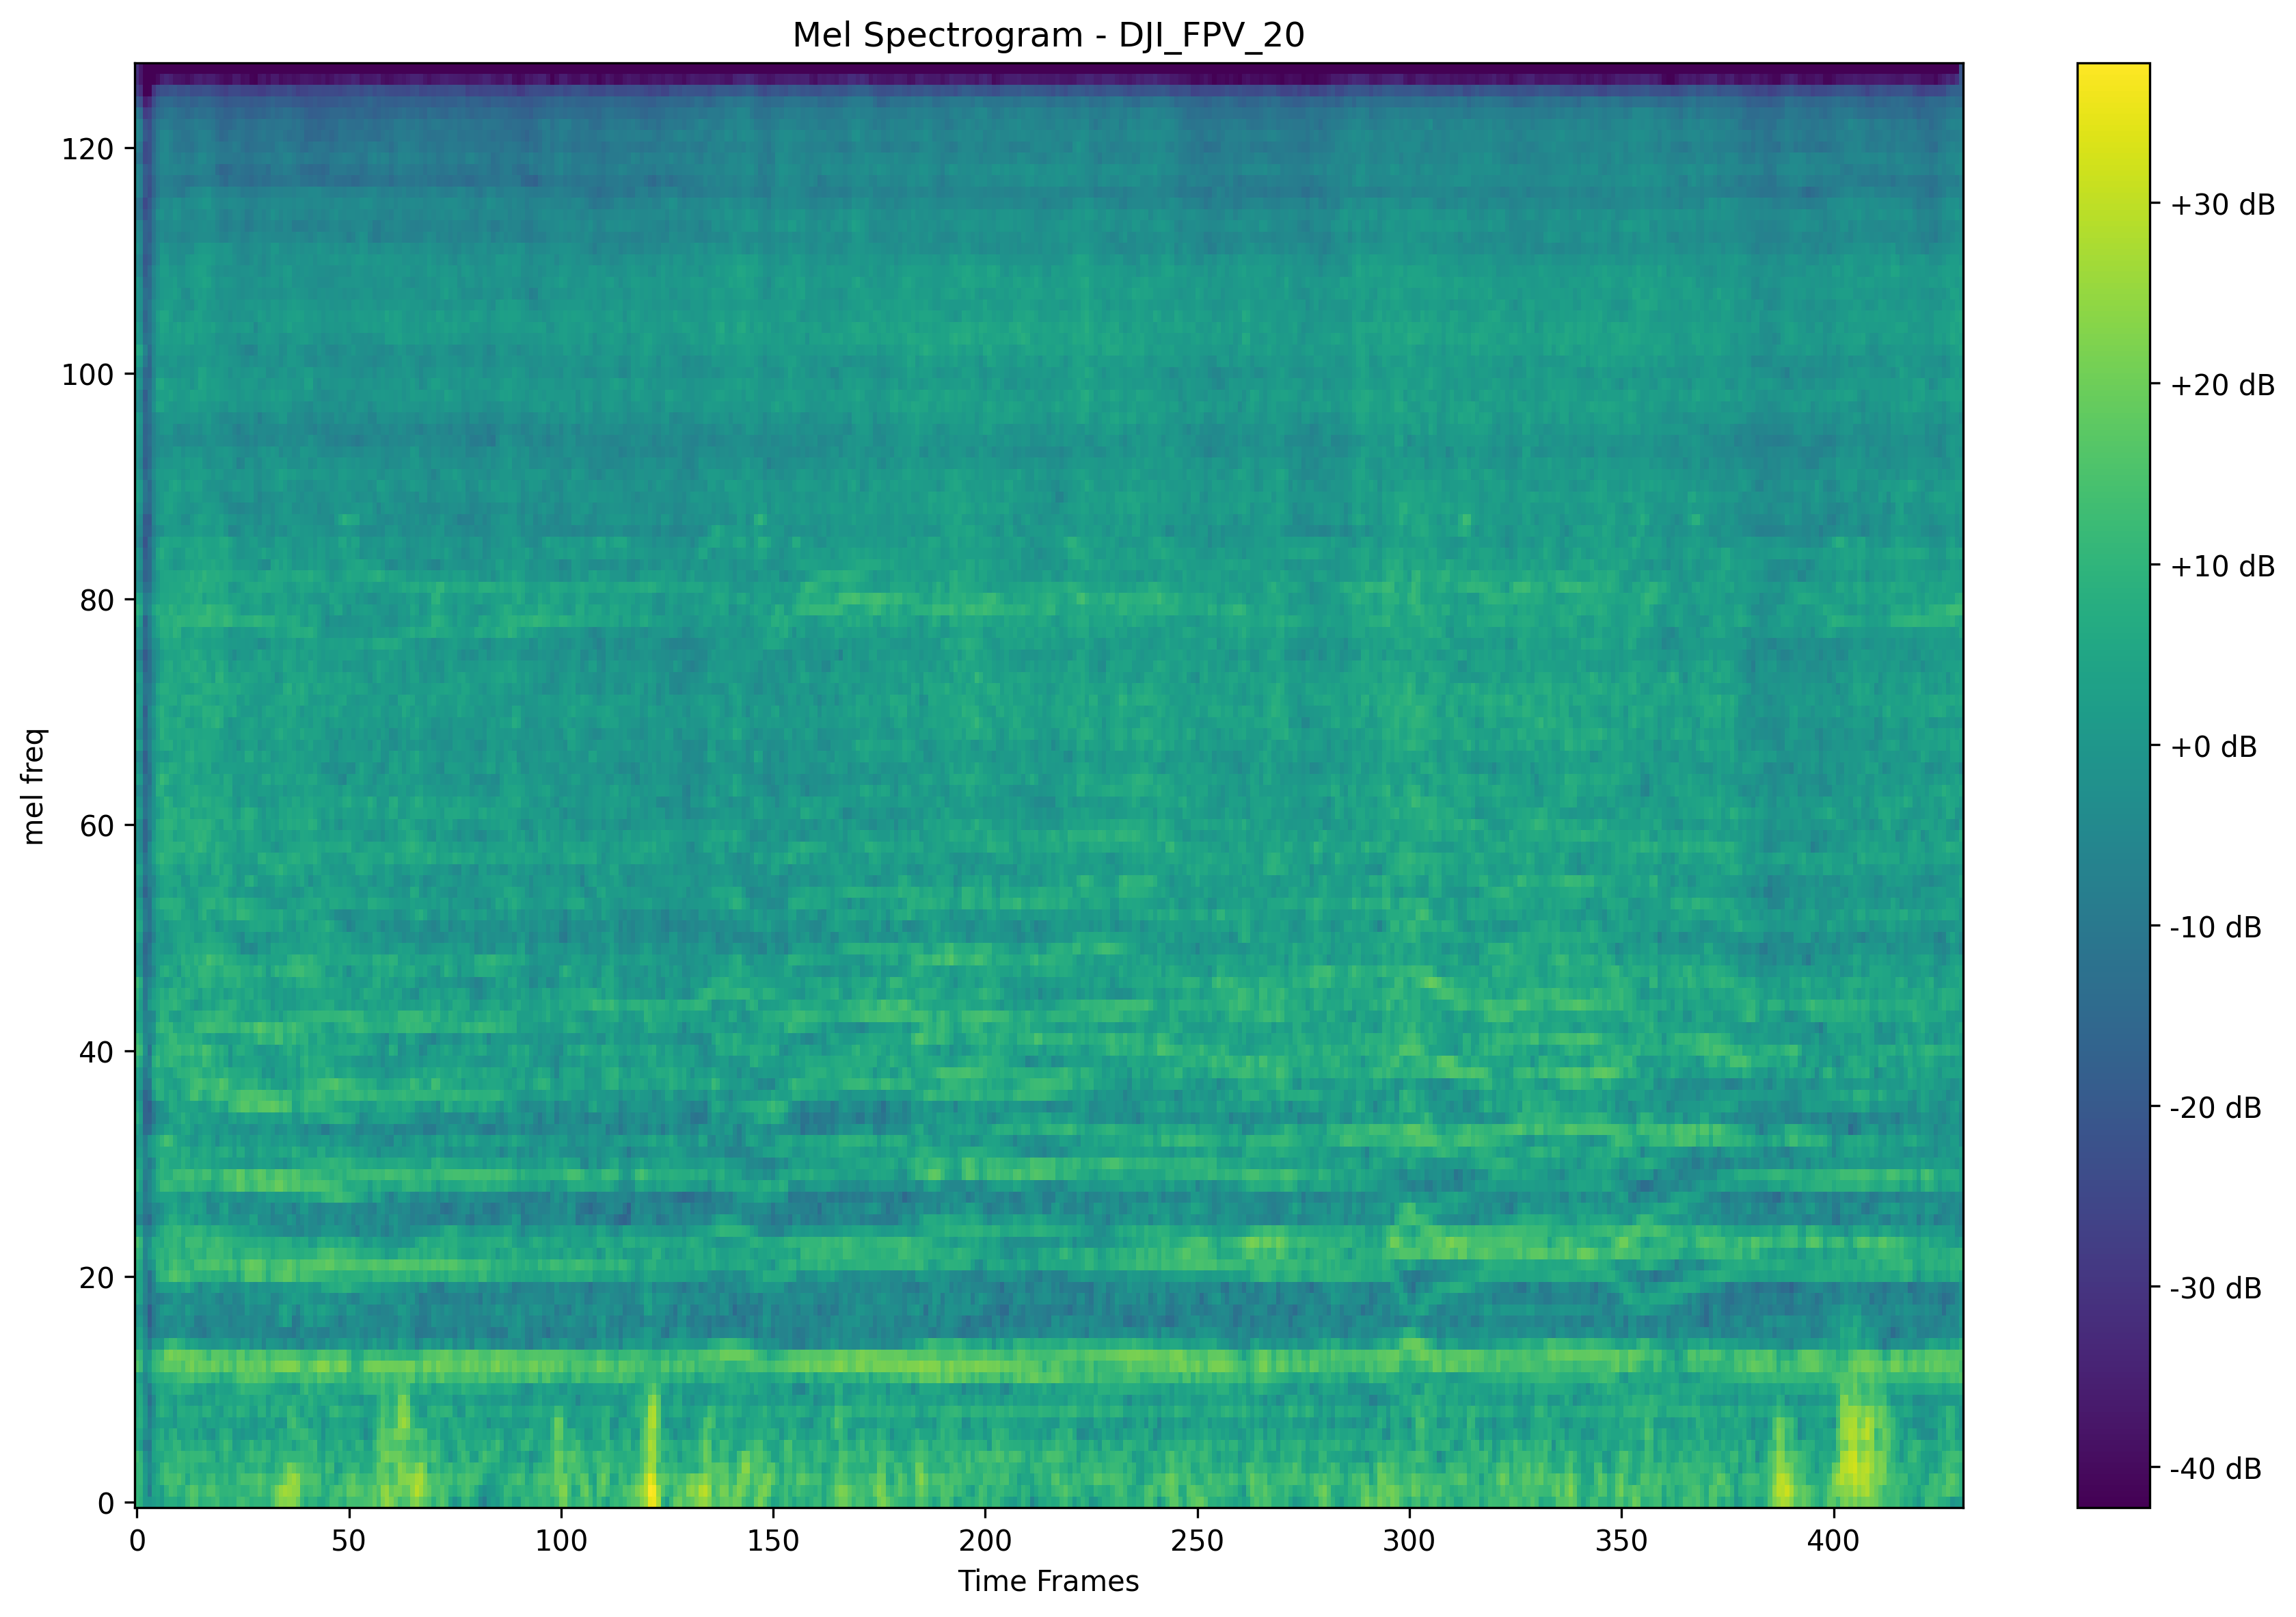 Mel Spectrogram - DJI_FPV_20
mel freq
120
100
80
60
40
20
0
0 50 100 150 200 250 300 350 400
Time Frames
+30 dB
+20 dB
+10 dB
+0 dB
-10 dB
-20 dB
-30 dB
-40 dB